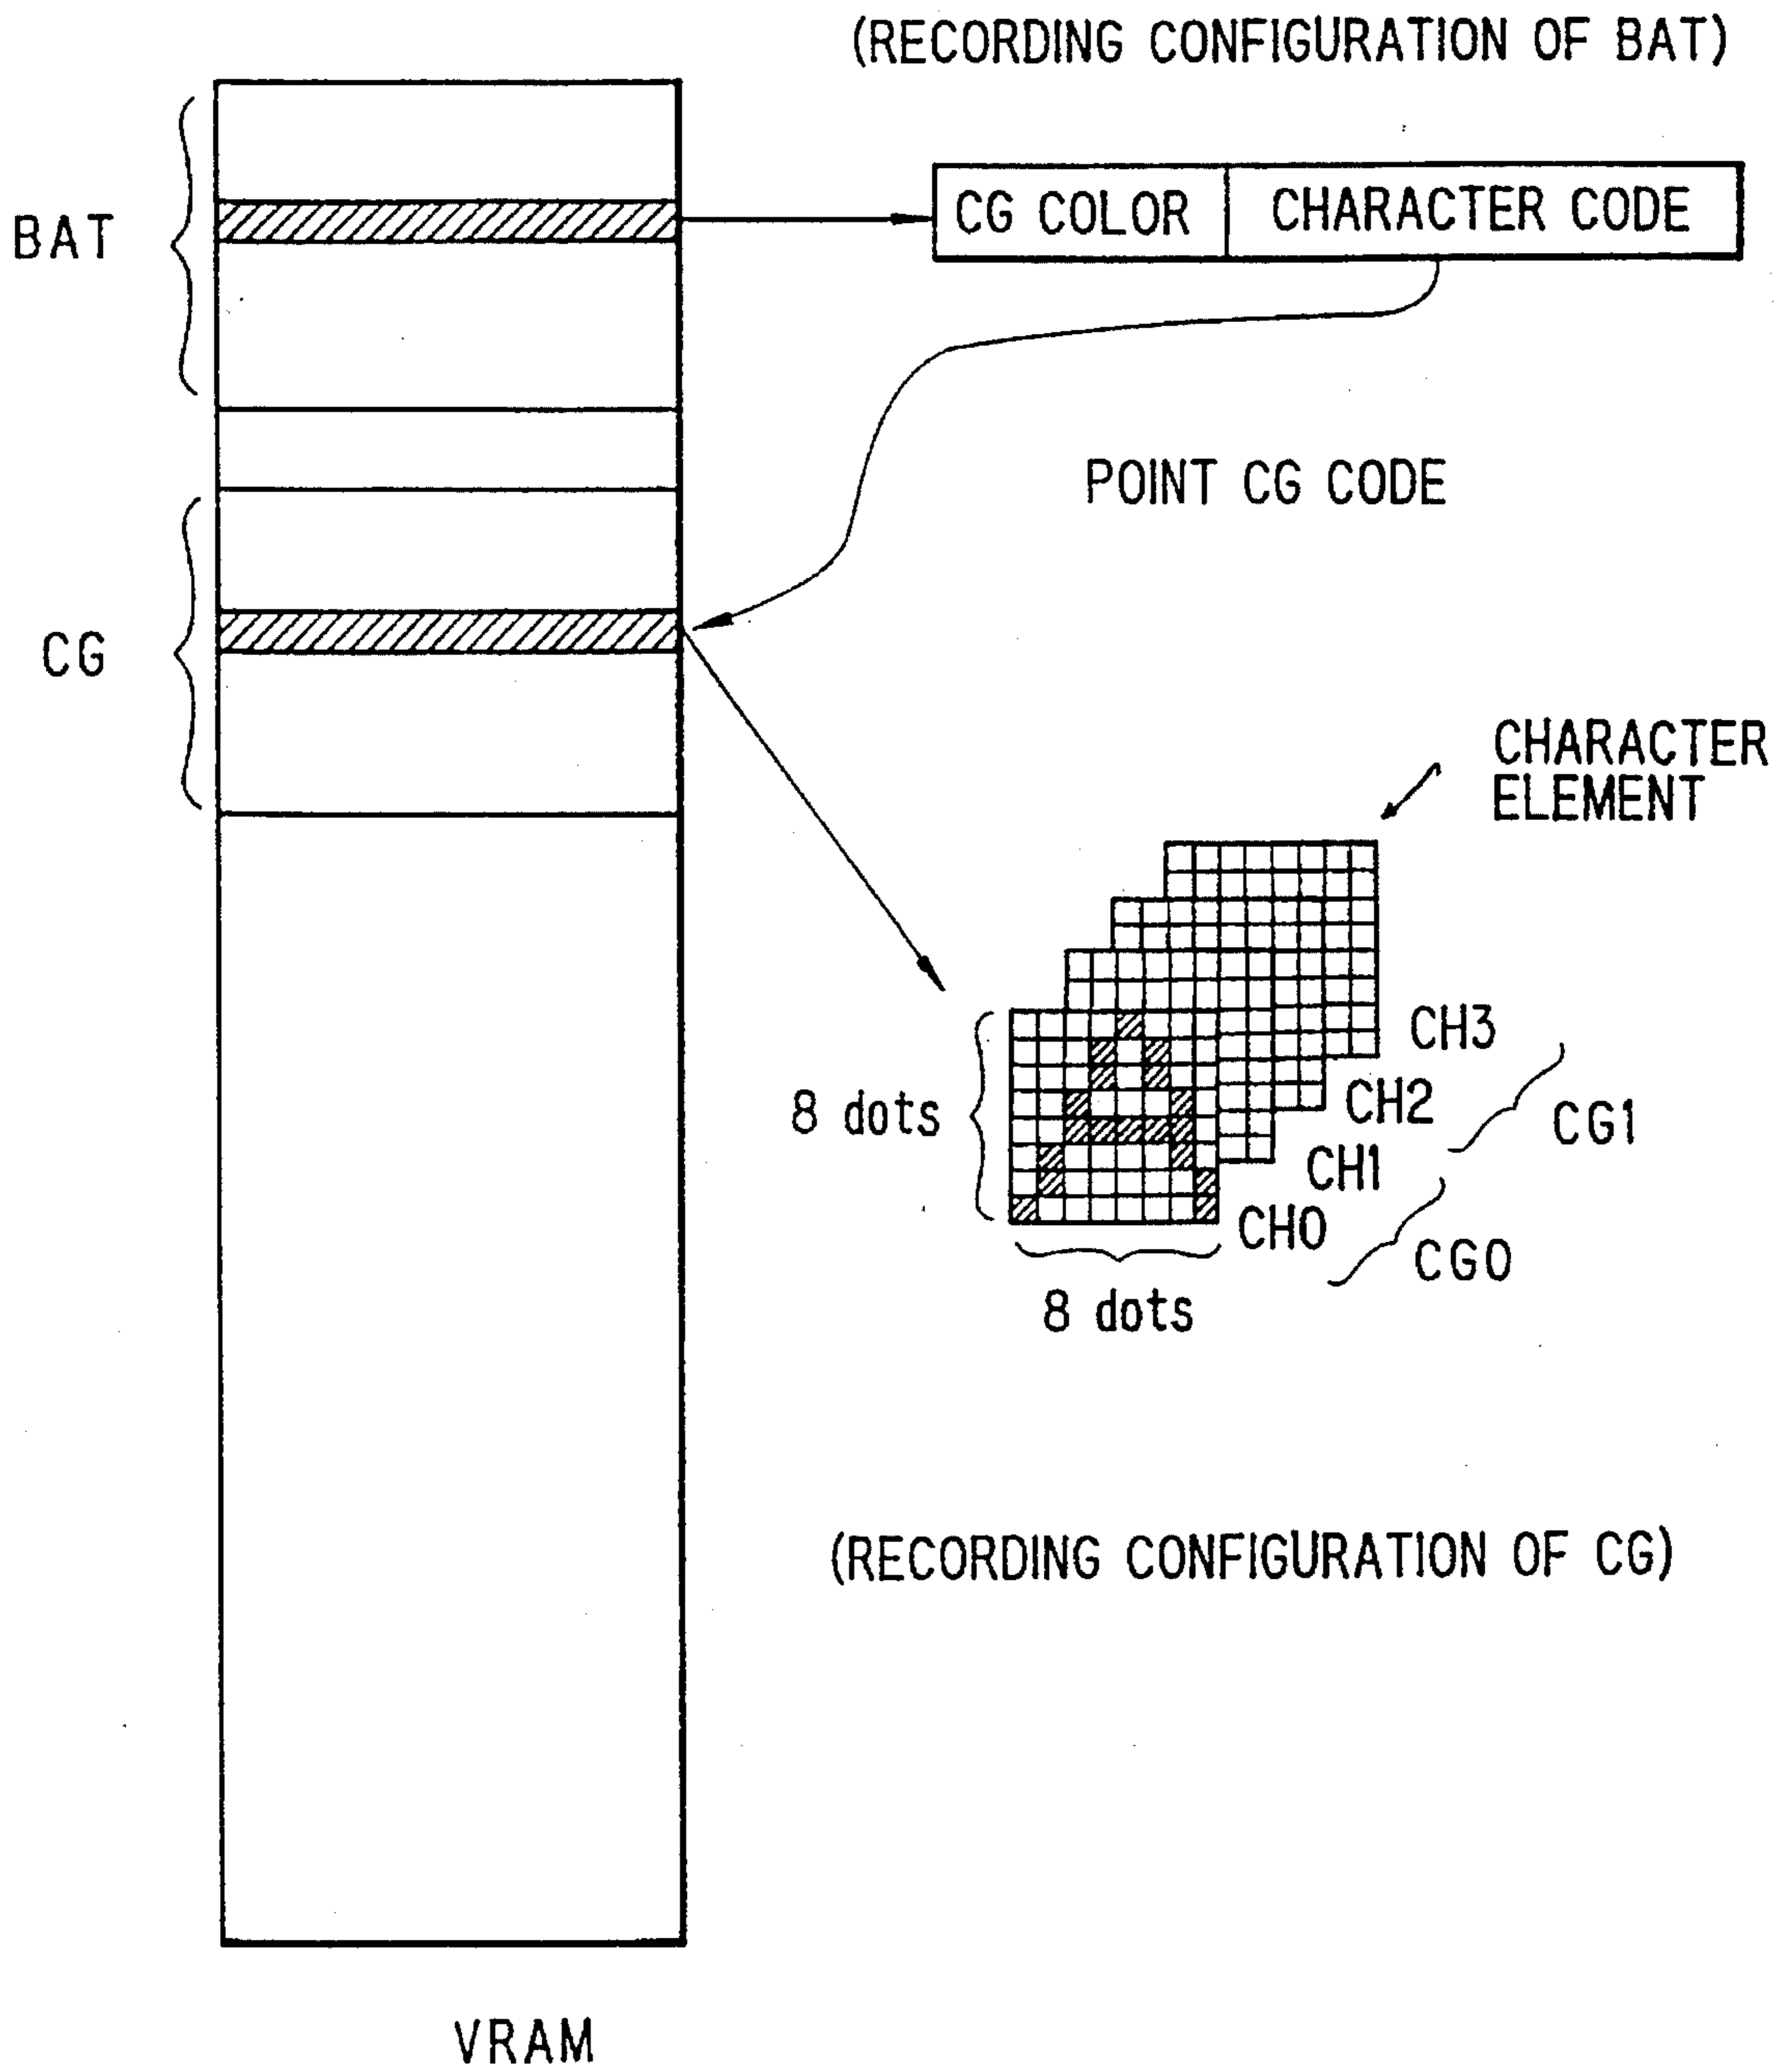 (RECORDING CONFIGURATION OF BAT)
BAT
CG COLOR
CHARACTER CODE
POINT CG CODE
CG
CHARACTER
ELEMENT
CH3
CH2
CG1
8 dots
CH1
CH0
CG0
8 dots
(RECORDING CONFIGURATION OF CG)
VRAM